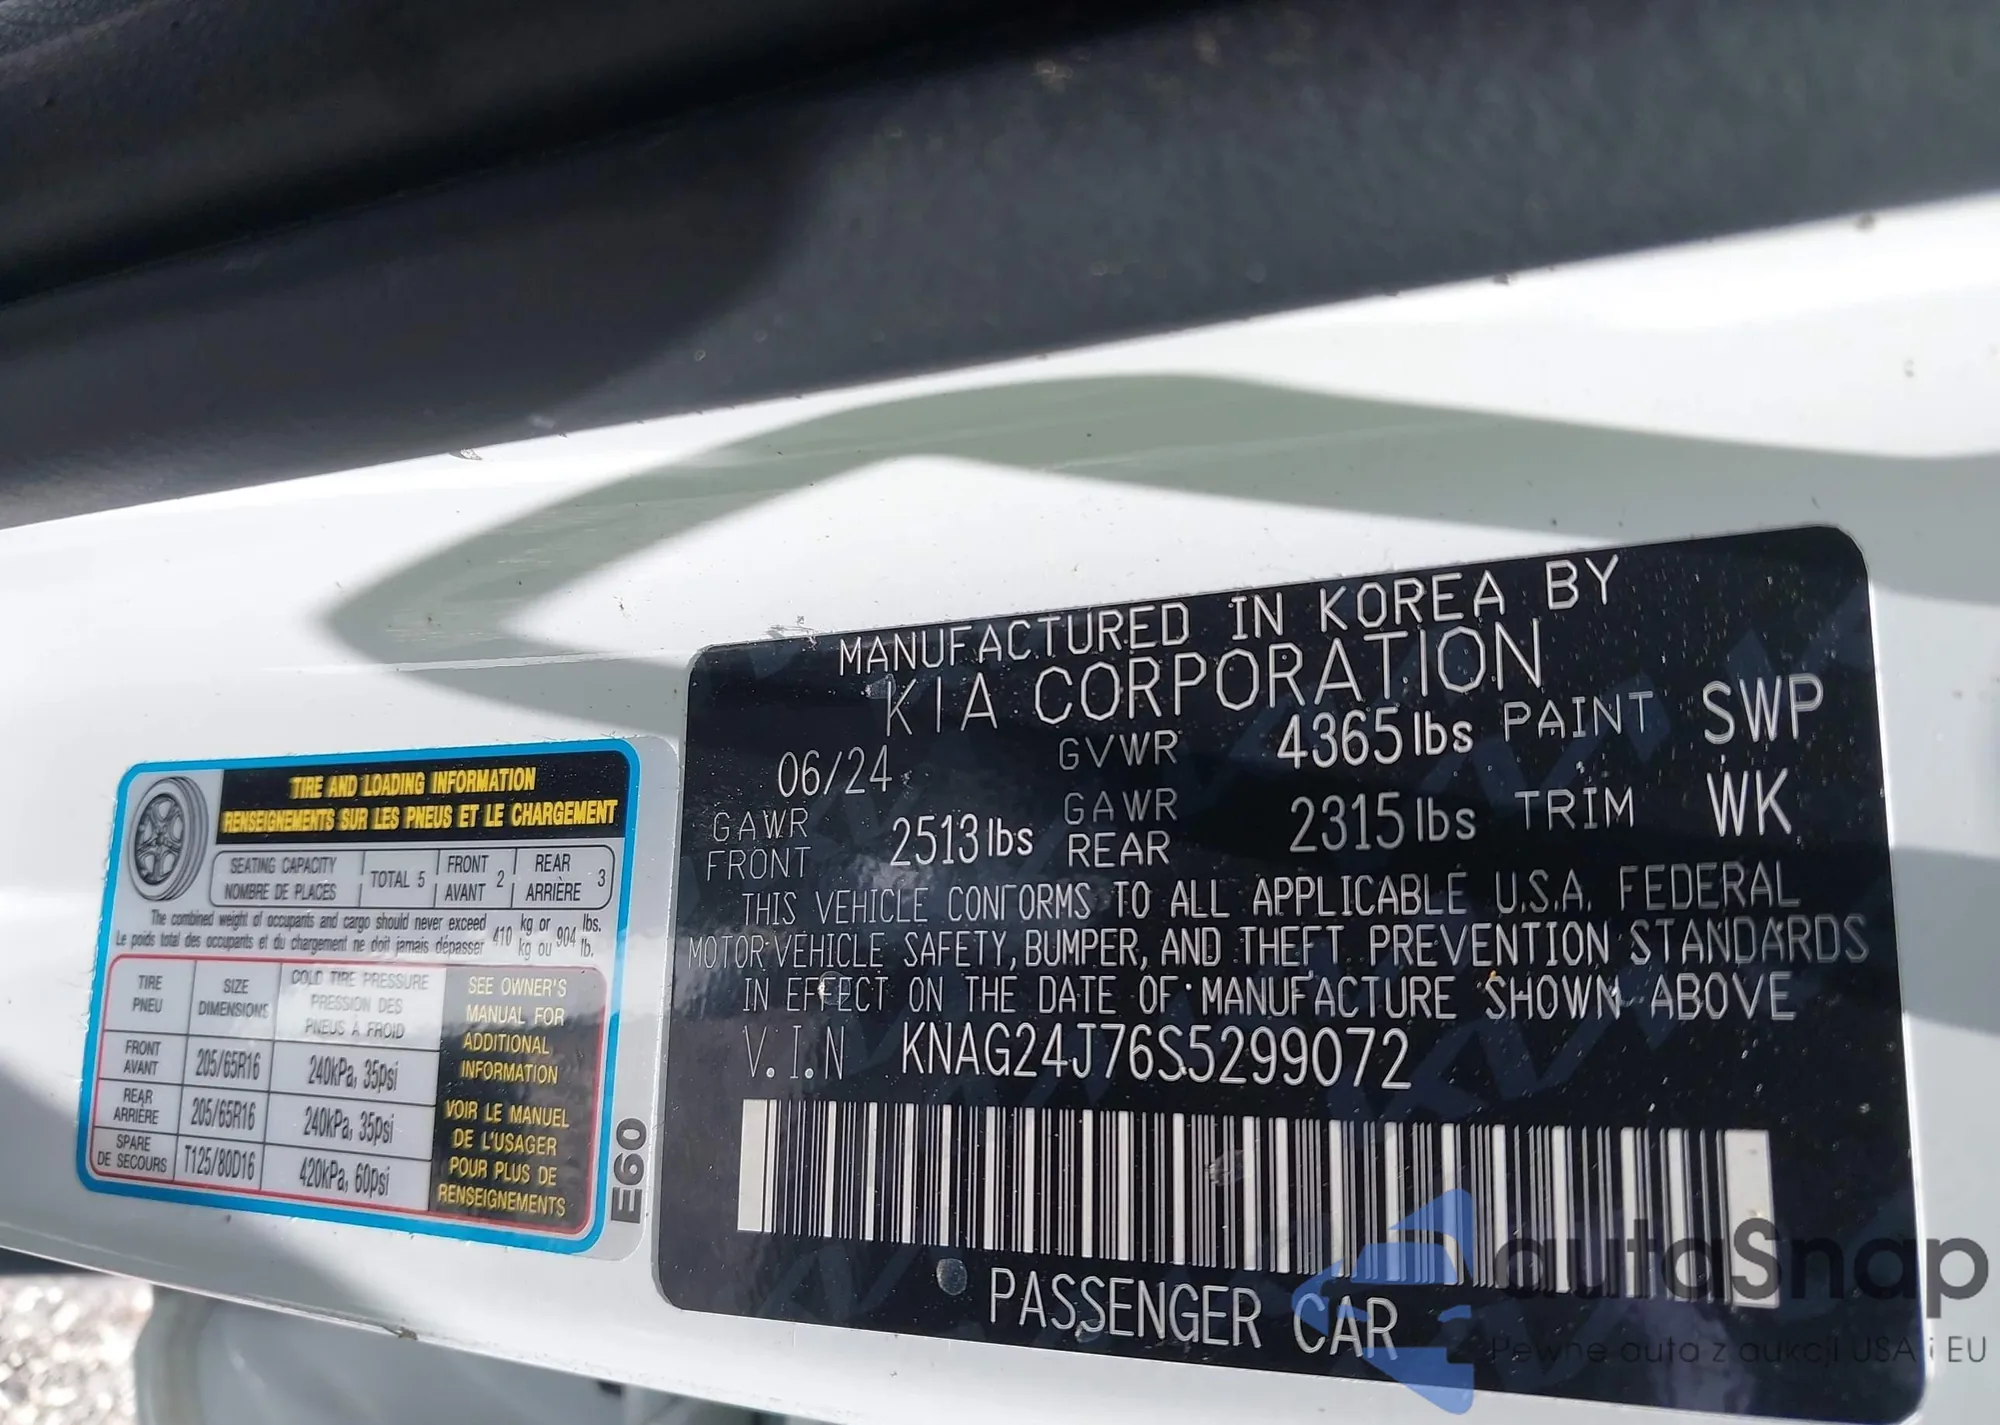 MANUFACTURED IN KOREA BY
KIA CORPORATION
06/24 GVWR 4365lbs PAINT SWP
GAWR FRONT 2513lbs GAWR REAR 2315lbs TRIM WK
THIS VEHICLE CONFORMS TO ALL APPLICABLE U.S.A. FEDERAL
MOTOR VEHICLE SAFETY, BUMPER, AND THEFT PREVENTION STANDARDS
IN EFFECT ON THE DATE OF MANUFACTURE SHOWN ABOVE
V.I.N KNAG24J76S5299072
PASSENGER CAR
TIRE AND LOADING INFORMATION
RENSEIGNEMENTS SUR LES PNEUS ET LE CHARGEMENT
SEATING CAPACITY
NOMBRE DE PLACES
TOTAL 5
FRONT
AVANT 2
REAR
ARRIÈRE 3
The combined weight of occupants and cargo should never exceed 410 kg or 904 lbs.
Le poids total des occupants et du chargement ne doit jamais dépasser 410 kg ou 904 lb.
TIRE
PNEU
SIZE
DIMENSIONS
COLD TIRE PRESSURE
PRESSION DES
PNEUS A FROID
FRONT
AVANT
205/65R16
240kPa, 35psi
REAR
ARRIÈRE
205/65R16
240kPa, 35psi
SPARE
DE SECOURS
T125/80D16
420kPa, 60psi
SEE OWNER'S
MANUAL FOR
ADDITIONAL
INFORMATION
VOIR LE MANUEL
DE L'USAGER
POUR PLUS DE
RENSEIGNEMENTS
E60
autaSnap
Pewne auta z aukcji USA i EU